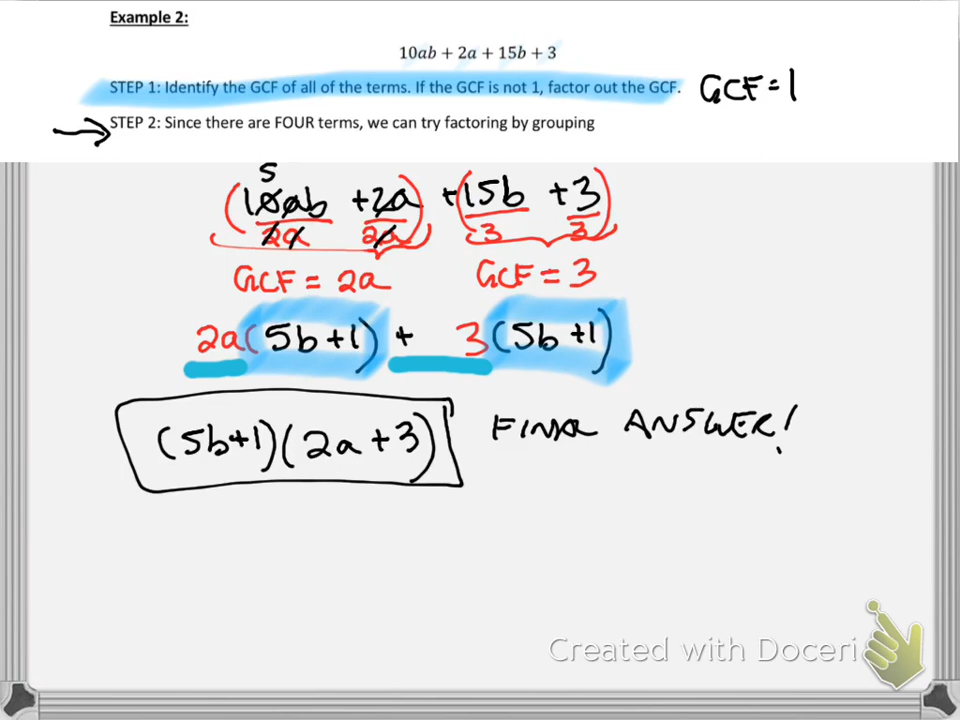 Example 2:
10ab + 2a + 15b + 3
STEP 1: Identify the GCF of all of the terms. If the GCF is not 1, factor out the GCF. GCF = 1
STEP 2: Since there are FOUR terms, we can try factoring by grouping
5
(10ab + 2a) + (15b + 3)
2a 2a 3 3
GCF = 2a GCF = 3
2a(5b+1) + 3(5b+1)
(5b+1)(2a+3) FINAL ANSWER!
Created with Doceri